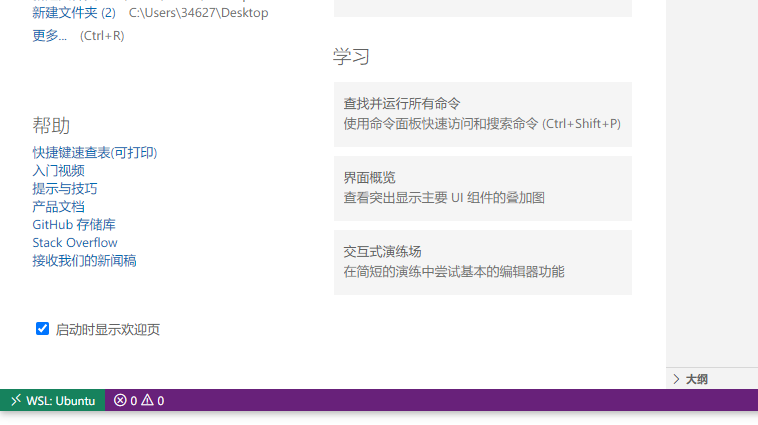 新建文件夹 (2) C:\Users\34627\Desktop
更多... (Ctrl+R)
帮助
快捷键速查表(可打印)
入门视频
提示与技巧
产品文档
GitHub 存储库
Stack Overflow
接收我们的新闻稿
启动时显示欢迎页
学习
查找并运行所有命令
使用命令面板快速访问和搜索命令 (Ctrl+Shift+P)
界面概览
查看突出显示主要 UI 组件的叠加图
交互式演练场
在简短的演练中尝试基本的编辑器功能
大纲
WSL: Ubuntu 0 0